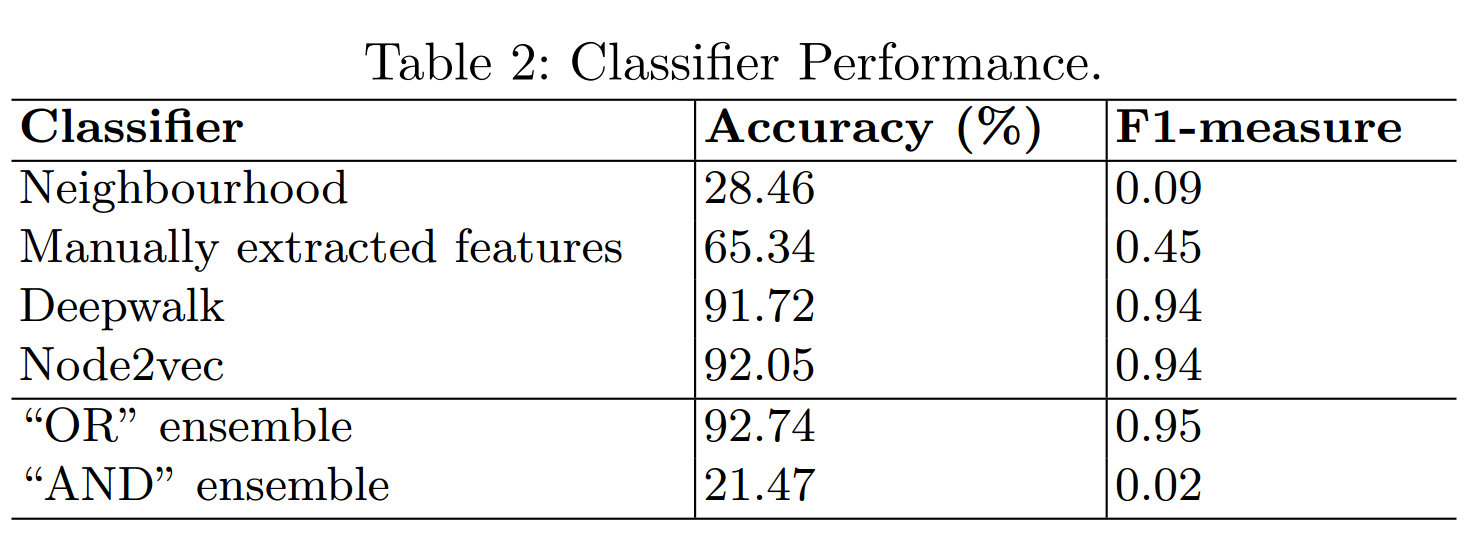 Table 2: Classifier Performance.
Classifier Accuracy (%) F1-measure
Neighbourhood 28.46 0.09
Manually extracted features 65.34 0.45
Deepwalk 91.72 0.94
Node2vec 92.05 0.94
“OR” ensemble 92.74 0.95
“AND” ensemble 21.47 0.02